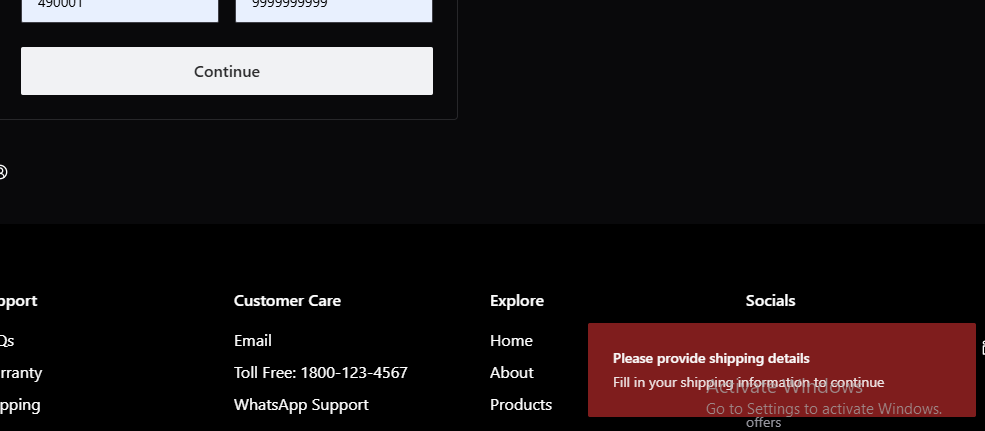 490001
9999999999
Continue
pport
Customer Care
Explore
Socials
Qs
Email
Home
rranty
Toll Free: 1800-123-4567
About
pping
WhatsApp Support
Products
Please provide shipping details
Fill in your shipping information to continue
Activate Windows
Go to Settings to activate Windows.
offers